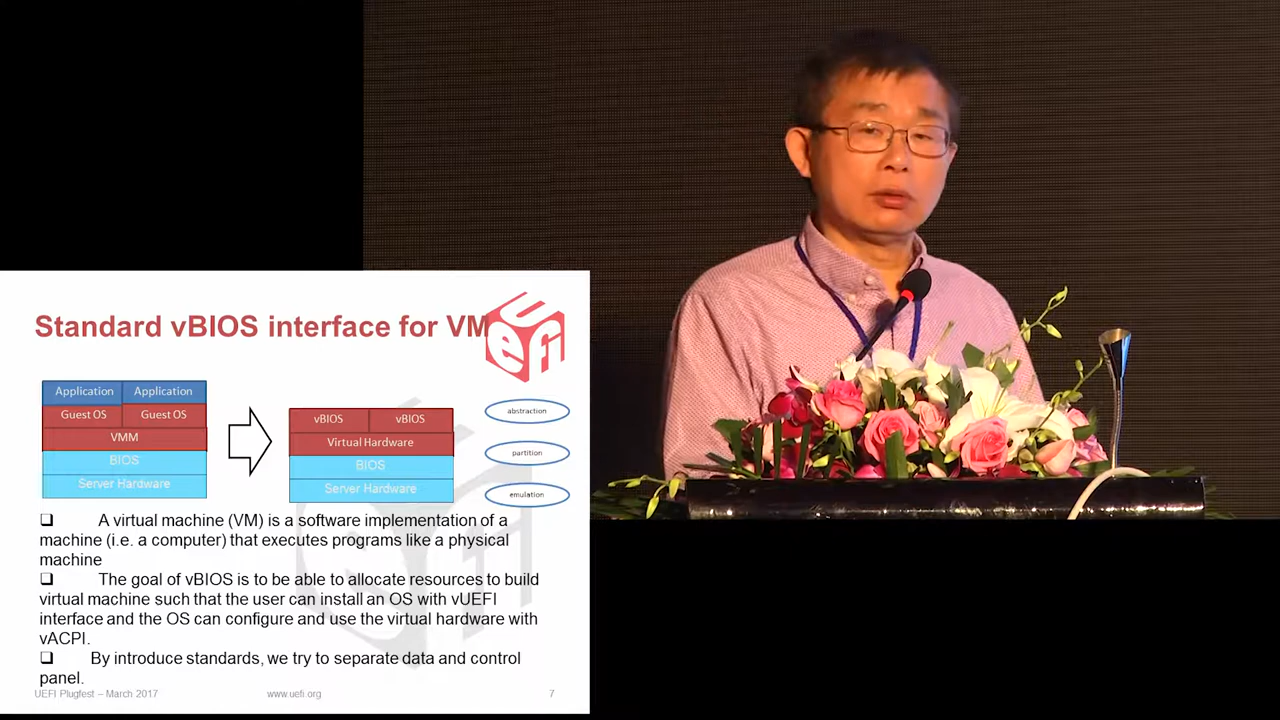 Standard vBIOS interface for VM
UEFI
Application Application
Guest OS Guest OS
VMM
BIOS
Server Hardware
vBIOS vBIOS
Virtual Hardware
BIOS
Server Hardware
abstraction
partition
emulation
A virtual machine (VM) is a software implementation of a
machine (i.e. a computer) that executes programs like a physical
machine
The goal of vBIOS is to be able to allocate resources to build
virtual machine such that the user can install an OS with vUEFI
interface and the OS can configure and use the virtual hardware with
vACPI.
By introduce standards, we try to separate data and control
panel.
UEFI Plugfest – March 2017 www.uefi.org 7